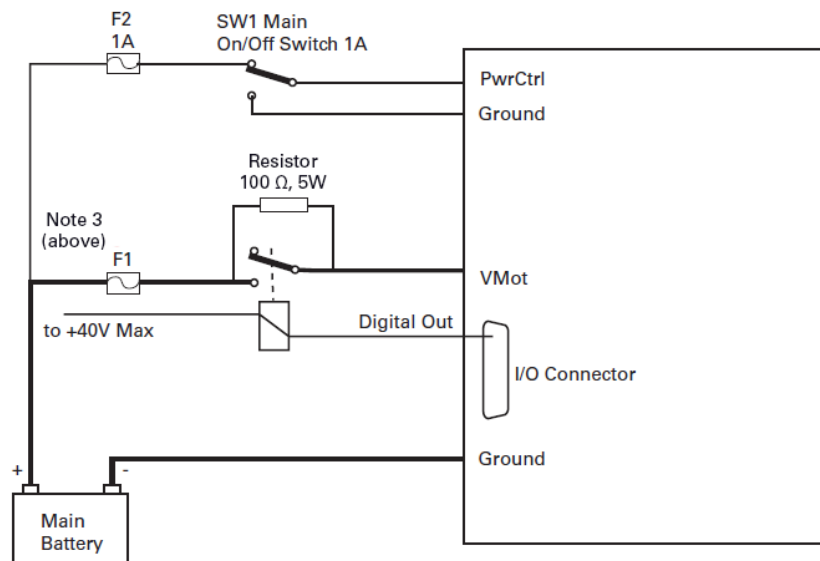 F2
1A
SW1 Main
On/Off Switch 1A
PwrCtrl
Ground
Resistor
100 Ω, 5W
Note 3
(above)
F1
VMot
to +40V Max
Digital Out
I/O Connector
Ground
+
-
Main
Battery